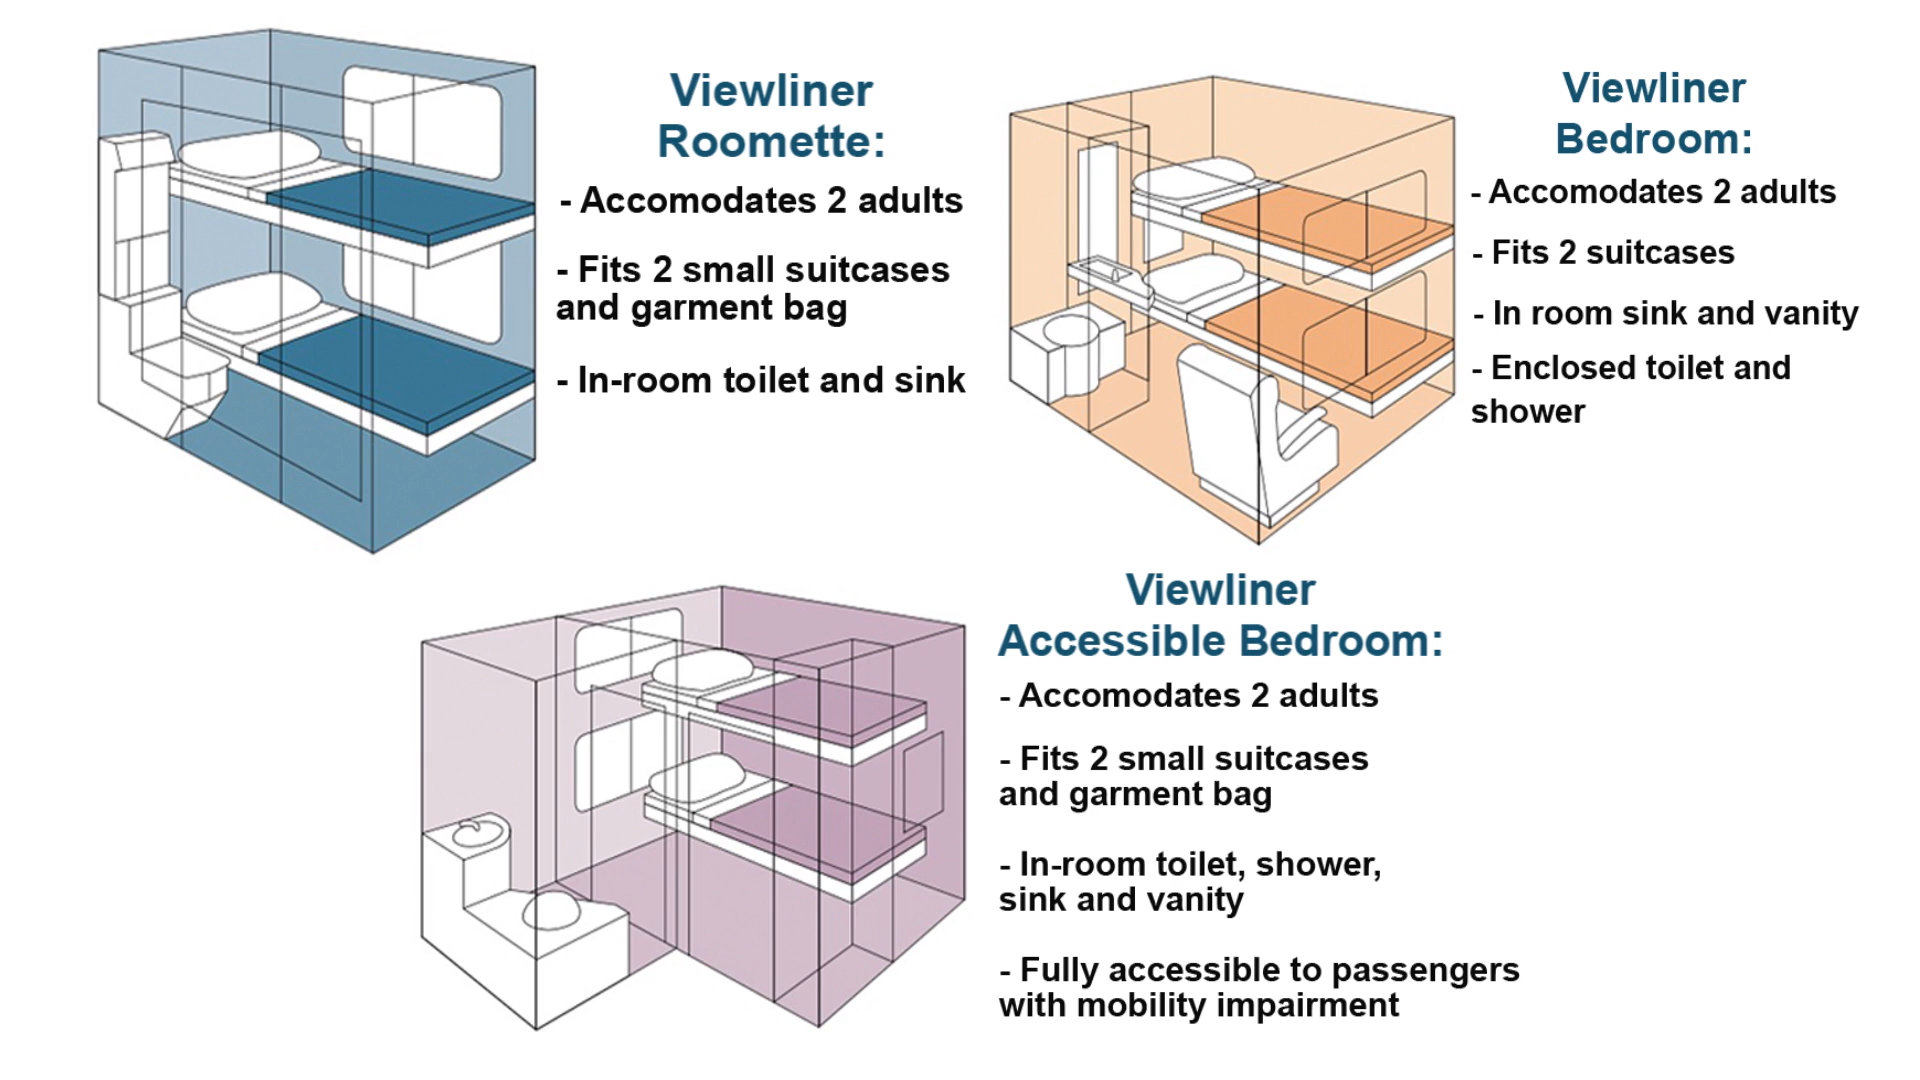 Viewliner
Roomette:
- Accomodates 2 adults
- Fits 2 small suitcases
and garment bag
- In-room toilet and sink
Viewliner
Bedroom:
- Accomodates 2 adults
- Fits 2 suitcases
- In room sink and vanity
- Enclosed toilet and
shower
Viewliner
Accessible Bedroom:
- Accomodates 2 adults
- Fits 2 small suitcases
and garment bag
- In-room toilet, shower,
sink and vanity
- Fully accessible to passengers
with mobility impairment